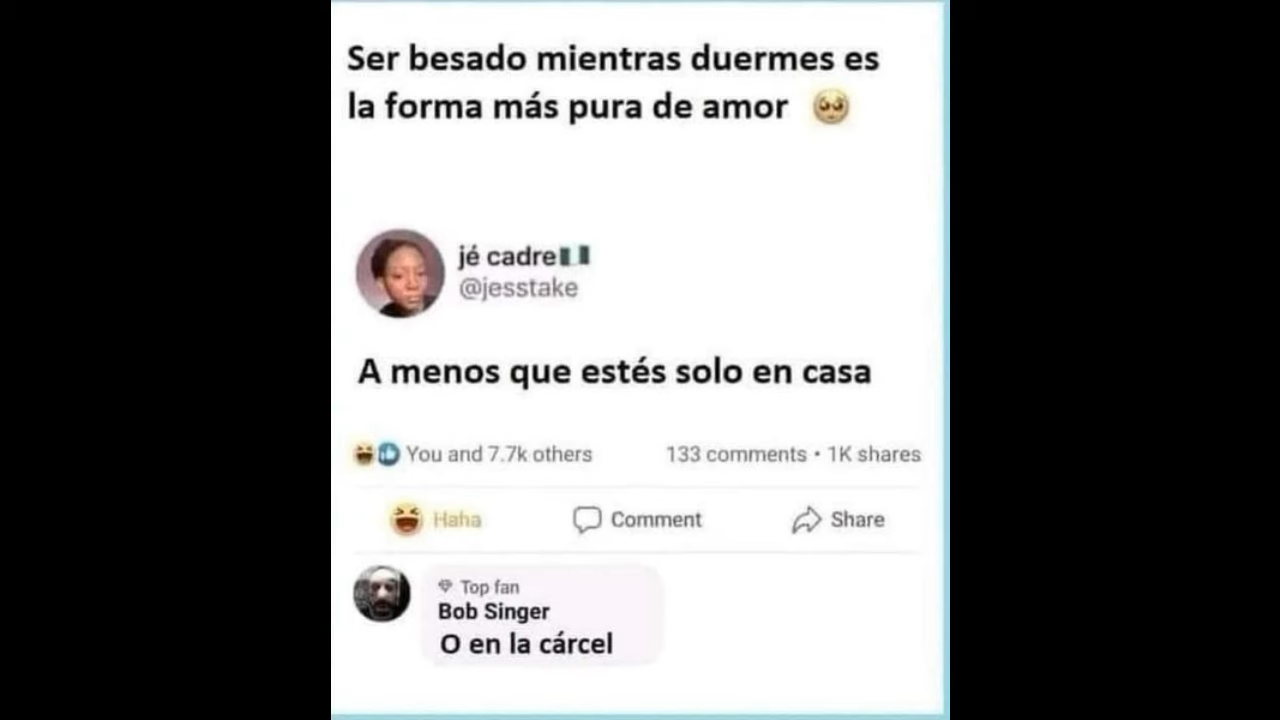 Ser besado mientras duermes es
la forma más pura de amor 🥺
jé cadre🇳🇬
@jesstake
A menos que estés solo en casa
You and 7.7k others 133 comments • 1K shares
Haha Comment Share
Top fan
Bob Singer
O en la cárcel